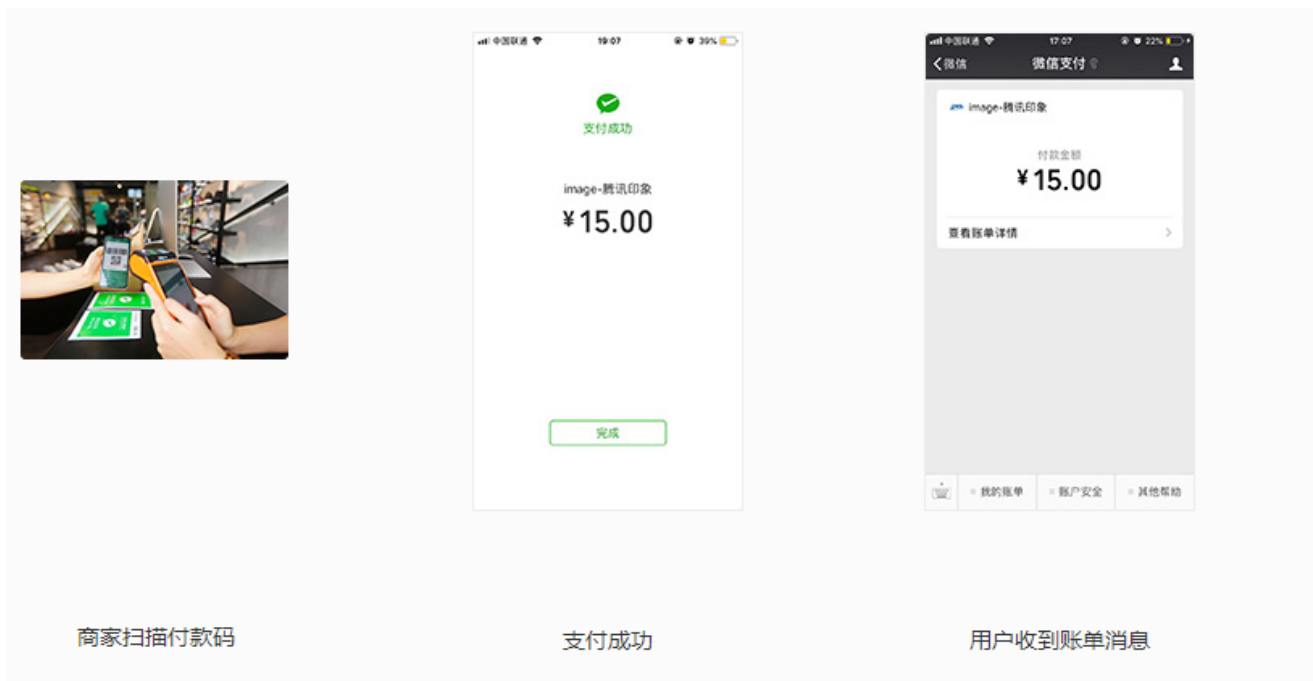 中国联通 19:07 39%
支付成功
image-腾讯印象
¥15.00
完成
中国联通 17:07 22%
微信 微信支付
image-腾讯印象
付款金额
¥15.00
查看账单详情
我的账单 账户安全 其他帮助
商家扫描付款码 支付成功 用户收到账单消息